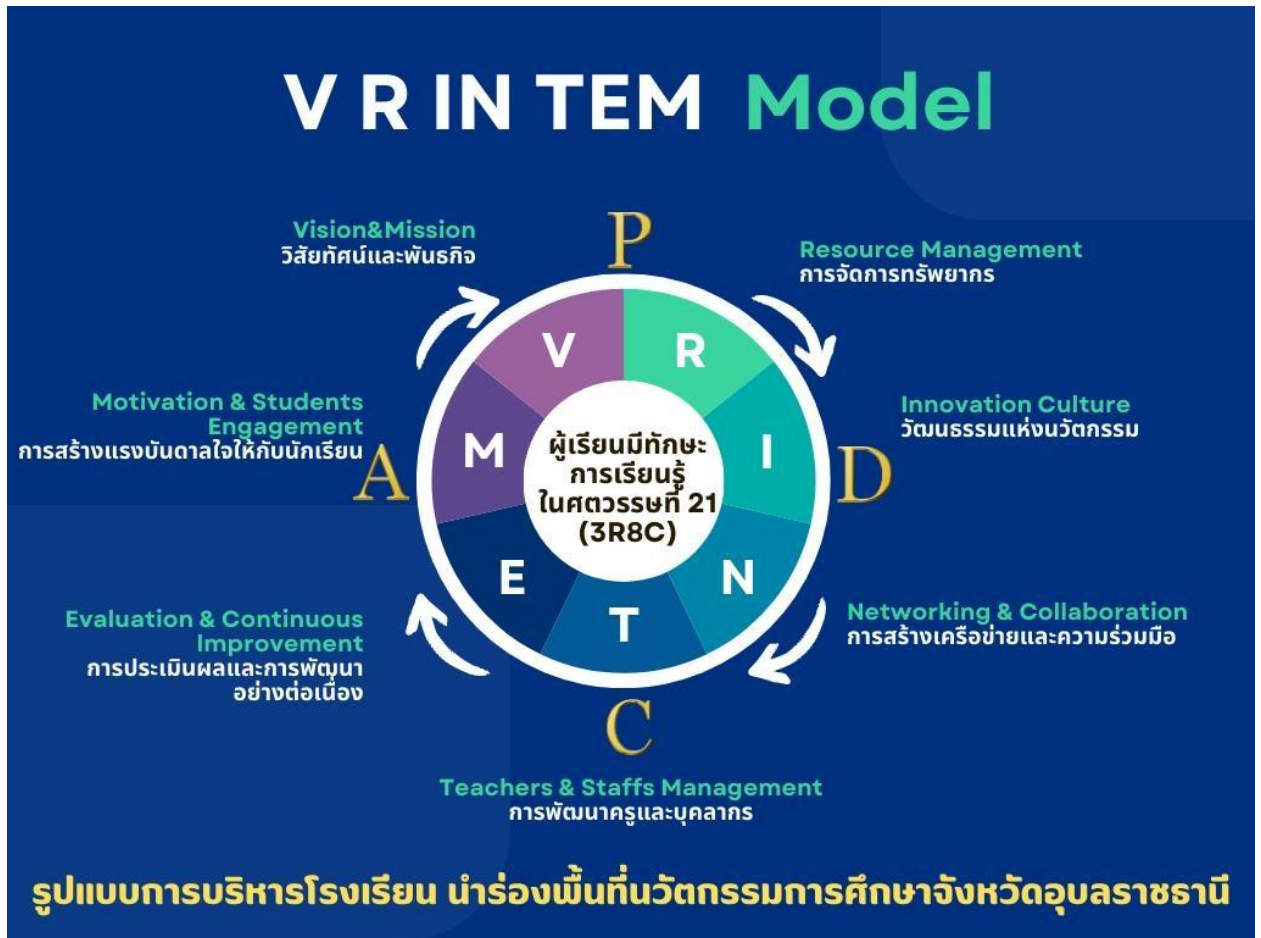 V R IN TEM Model
P
Vision&Mission
วิสัยทัศน์และพันธกิจ
Resource Management
การจัดการทรัพยากร
V
R
Motivation & Students
Engagement
การสร้างแรงบันดาลใจให้กับนักเรียน
A
M
ผู้เรียนมีทักษะ
การเรียนรู้
ในศตวรรษที่ 21
(3R8C)
I
D
Innovation Culture
วัฒนธรรมแห่งนวัตกรรม
E
T
N
Evaluation & Continuous
Improvement
การประเมินผลและการพัฒนา
อย่างต่อเนื่อง
Networking & Collaboration
การสร้างเครือข่ายและความร่วมมือ
C
Teachers & Staffs Management
การพัฒนาครูและบุคลากร
รูปแบบการบริหารโรงเรียน นำร่องพื้นที่นวัตกรรมการศึกษาจังหวัดอุบลราชธานี